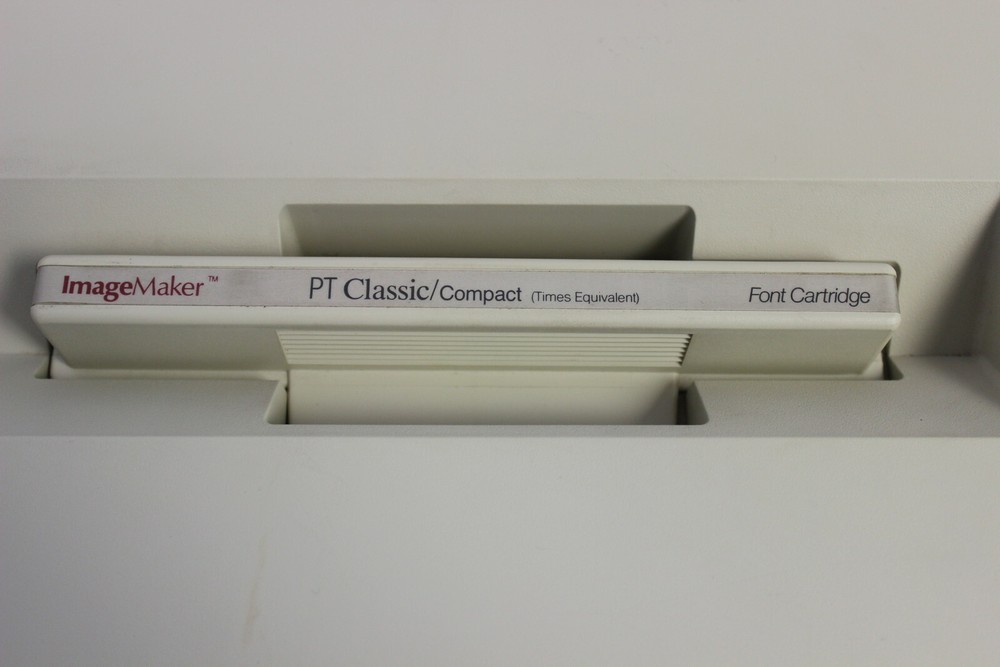 ImageMaker™ PT Classic/Compact (Times Equivalent) Font Cartridge